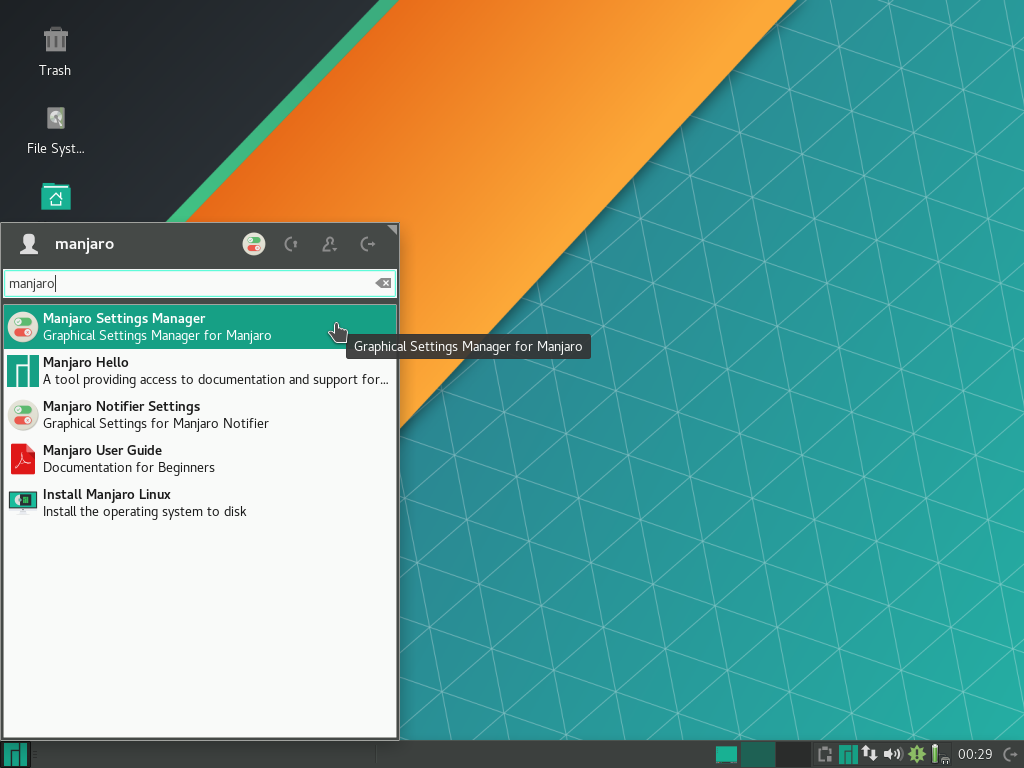 Trash
File Syst...
manjaro
manjaro
Manjaro Settings Manager
Graphical Settings Manager for Manjaro
Graphical Settings Manager for Manjaro
Manjaro Hello
A tool providing access to documentation and support for...
Manjaro Notifier Settings
Graphical Settings for Manjaro Notifier
Manjaro User Guide
Documentation for Beginners
Install Manjaro Linux
Install the operating system to disk
00:29